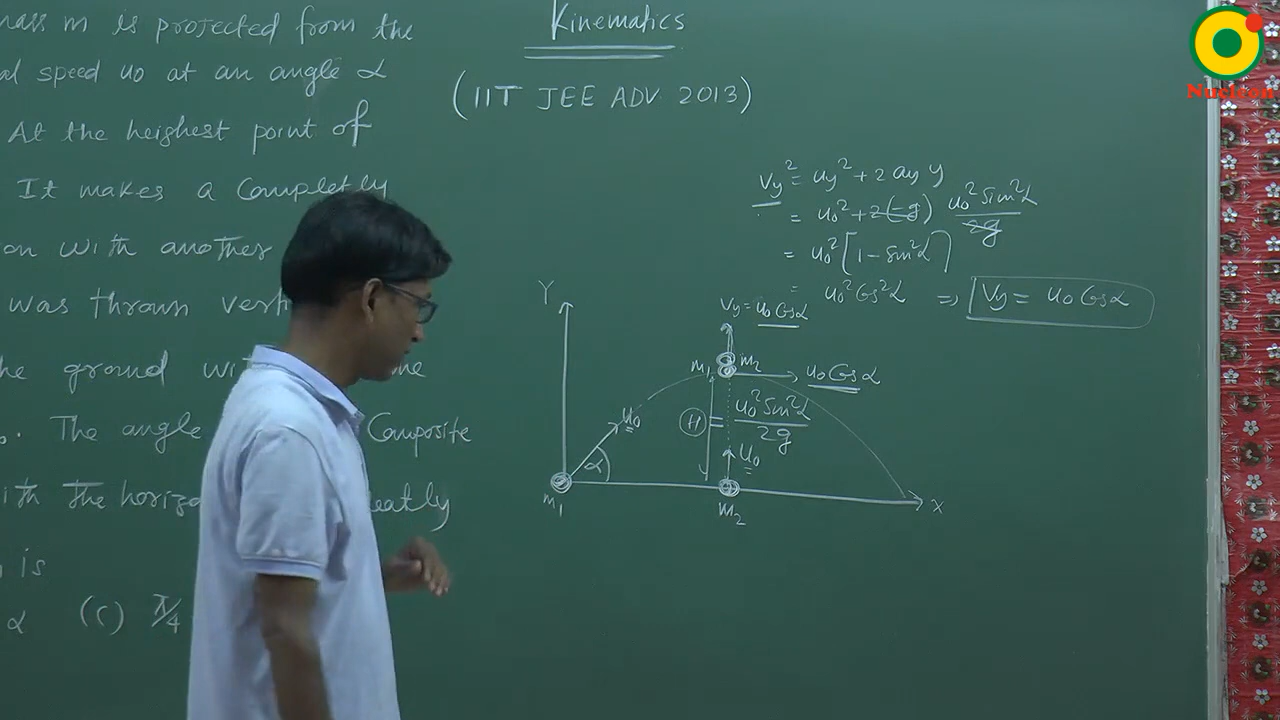 mass m is projected from the
al speed u0 at an angle α
At the heighest point of
It makes a Completly
on with another
was thrown vert
he ground wi ne
. The angle Composite
ith the horizo eatly
is
α (C) π/4
Kinematics
(IIT JEE ADV. 2013)
Nucleon
Vy² = uy² + 2 ay y
= u0² + 2(-g) u0² Sin²α / 2g
= u0² [1 - Sin²α]
= u0² Cos²α ⇒ Vy = u0 Cosα
Y
Vy = u0 Cosα
m1 m2
u0 Cosα
H = u0² Sin²α / 2g
u0
α
u0
m1
m2
X